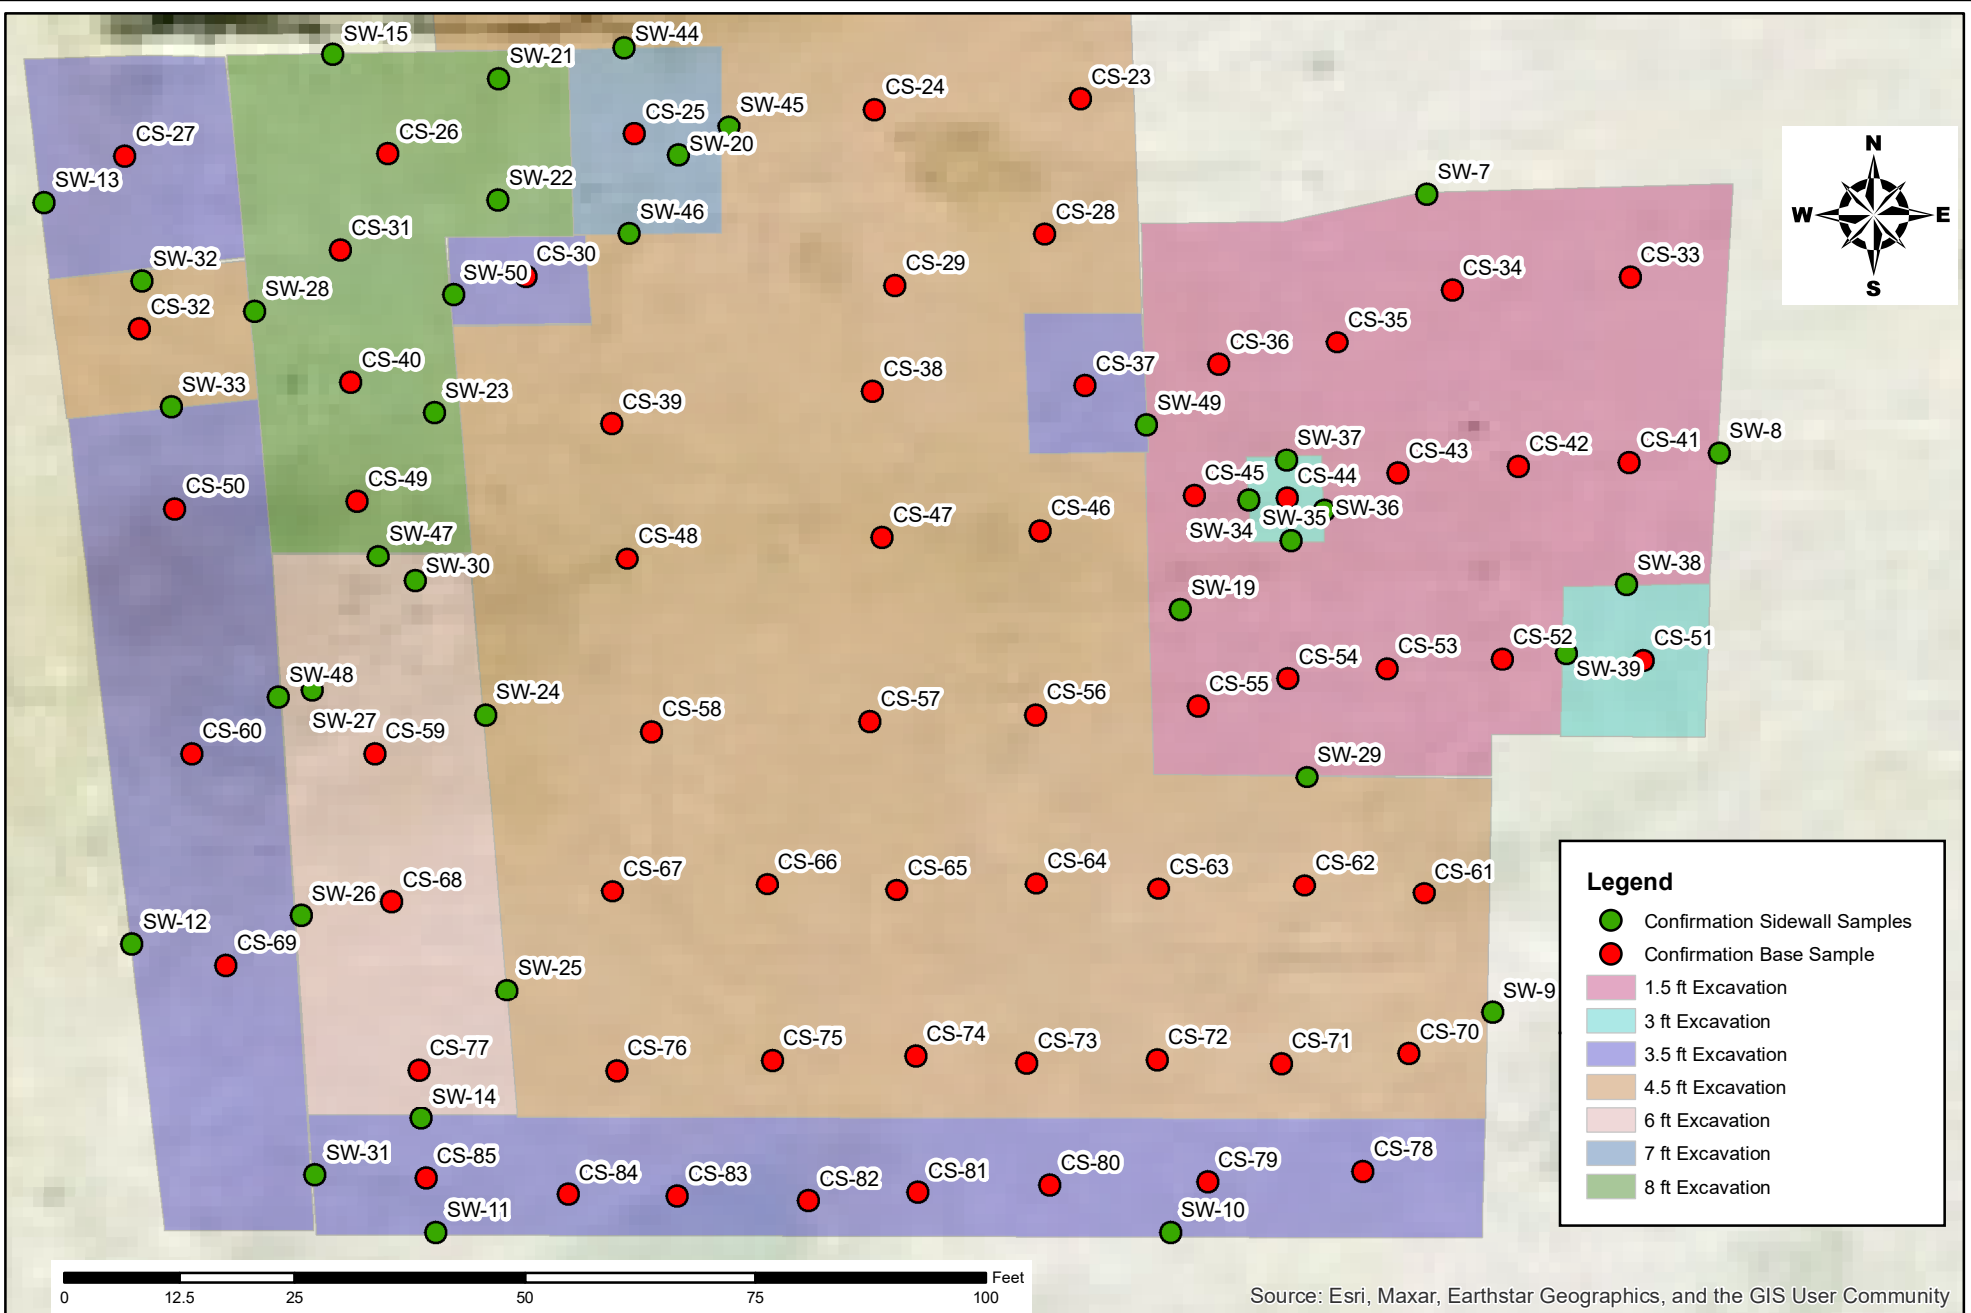 SW-15
SW-44
SW-21
CS-23
CS-24
SW-45
CS-25
CS-27
CS-26
SW-20
N
SW-13
SW-22
SW-7
SW-46
CS-28
W
E
CS-31
CS-30
SW-32
SW-50
CS-29
CS-34
CS-33
S
SW-28
CS-32
CS-35
CS-36
CS-40
CS-37
CS-38
SW-33
SW-23
CS-39
SW-49
SW-8
SW-37
CS-43
CS-42
CS-41
CS-50
CS-49
CS-45
CS-44
CS-47
CS-46
SW-36
SW-35
SW-34
SW-47
CS-48
SW-30
SW-38
SW-19
CS-52
CS-51
CS-53
SW-39
CS-54
SW-48
SW-24
CS-55
CS-56
CS-57
CS-58
SW-27
CS-60
CS-59
SW-29
CS-67
CS-66
CS-65
CS-64
CS-63
CS-62
CS-61
Legend
CS-68
SW-26
SW-12
Confirmation Sidewall Samples
CS-69
Confirmation Base Sample
SW-25
1.5 ft Excavation
SW-9
3 ft Excavation
CS-77
CS-76
CS-75
CS-74
CS-73
CS-72
CS-71
CS-70
3.5 ft Excavation
4.5 ft Excavation
SW-14
6 ft Excavation
SW-31
CS-85
CS-84
CS-83
CS-82
CS-81
CS-80
CS-79
CS-78
7 ft Excavation
8 ft Excavation
SW-11
SW-10
Feet
0 12.5 25 50 75 100
Source: Esri, Maxar, Earthstar Geographics, and the GIS User Community